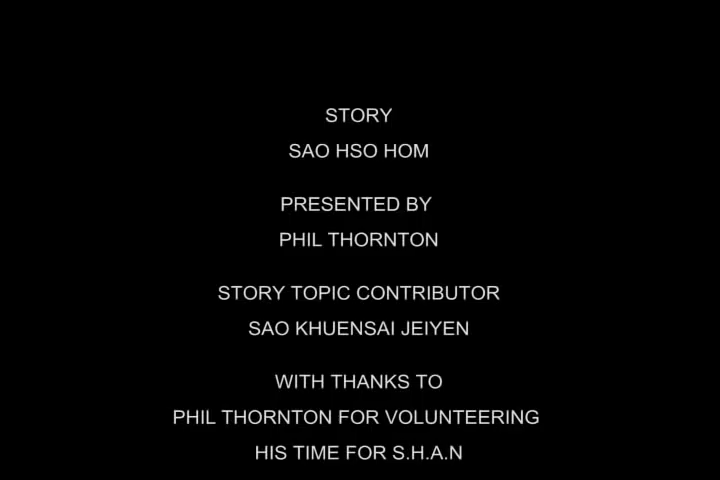 STORY
SAO HSO HOM
PRESENTED BY
PHIL THORNTON
STORY TOPIC CONTRIBUTOR
SAO KHUENSAI JEIYEN
WITH THANKS TO
PHIL THORNTON FOR VOLUNTEERING
HIS TIME FOR S.H.A.N